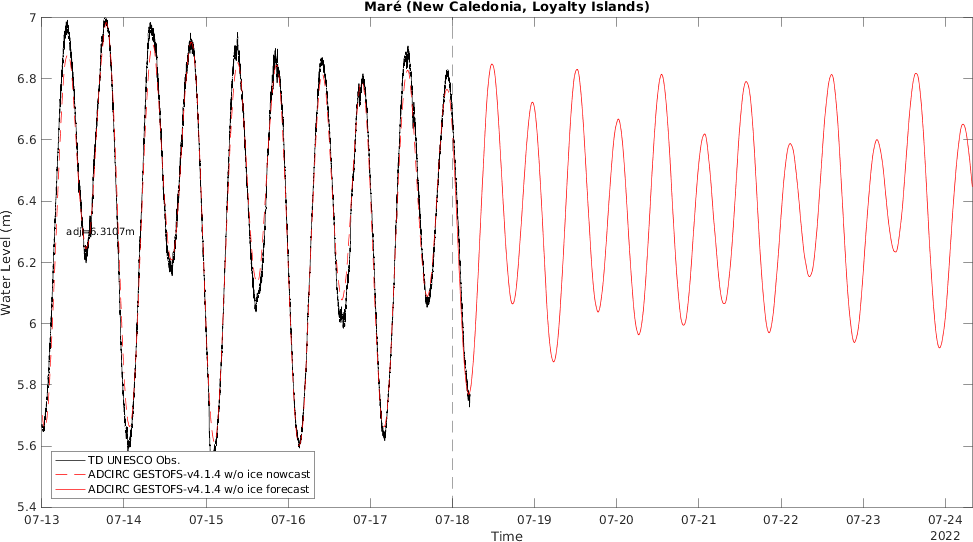 Maré (New Caledonia, Loyalty Islands)
7
6.8
6.6
6.4
6.2
6
5.8
5.6
5.4
Water Level (m)
adj=6.3107m
TD UNESCO Obs.
ADCIRC GESTOFS-v4.1.4 w/o ice nowcast
ADCIRC GESTOFS-v4.1.4 w/o ice forecast
07-13 07-14 07-15 07-16 07-17 07-18 07-19 07-20 07-21 07-22 07-23 07-24
2022
Time